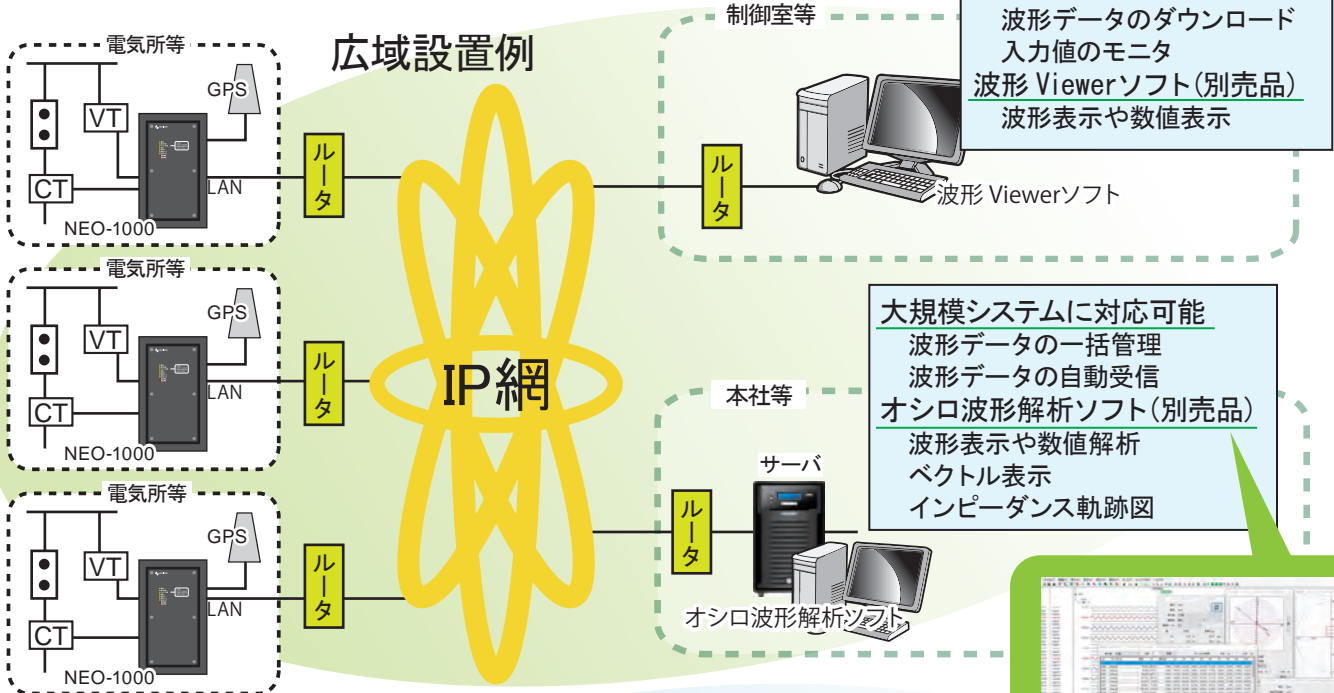 広域設置例
電気所等
GPS
VT
CT
LAN
NEO-1000
ルータ
電気所等
GPS
VT
CT
LAN
NEO-1000
ルータ
電気所等
GPS
VT
CT
LAN
NEO-1000
ルータ
IP網
制御室等
ルータ
波形 Viewerソフト
波形データのダウンロード
入力値のモニタ
波形 Viewerソフト(別売品)
波形表示や数値表示
本社等
ルータ
サーバ
オシロ波形解析ソフト
大規模システムに対応可能
波形データの一括管理
波形データの自動受信
オシロ波形解析ソフト(別売品)
波形表示や数値解析
ベクトル表示
インピーダンス軌跡図